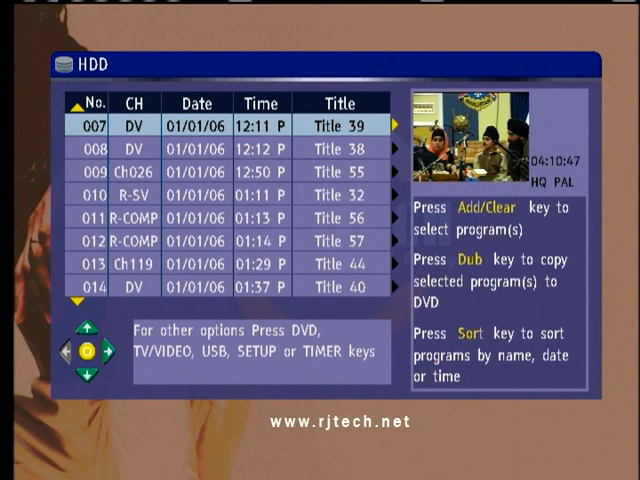 HDD
No. CH Date Time Title
007 DV 01/01/06 12:11 P Title 39
008 DV 01/01/06 12:12 P Title 38
009 Ch026 01/01/06 12:50 P Title 55
010 R-SV 01/01/06 01:11 P Title 32
011 R-COMP 01/01/06 01:13 P Title 56
012 R-COMP 01/01/06 01:14 P Title 57
013 Ch119 01/01/06 01:29 P Title 44
014 DV 01/01/06 01:37 P Title 40
04:10:47
HQ PAL
Press Add/Clear key to
select program(s)
Press Dub key to copy
selected program(s) to
DVD
Press Sort key to sort
programs by name, date
or time
For other options Press DVD,
TV/VIDEO, USB, SETUP or TIMER keys
www.rjtech.net